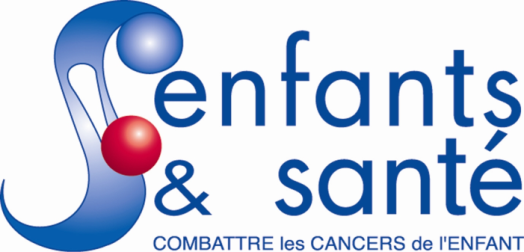 enfants
& santé
COMBATTRE les CANCERS de l'ENFANT